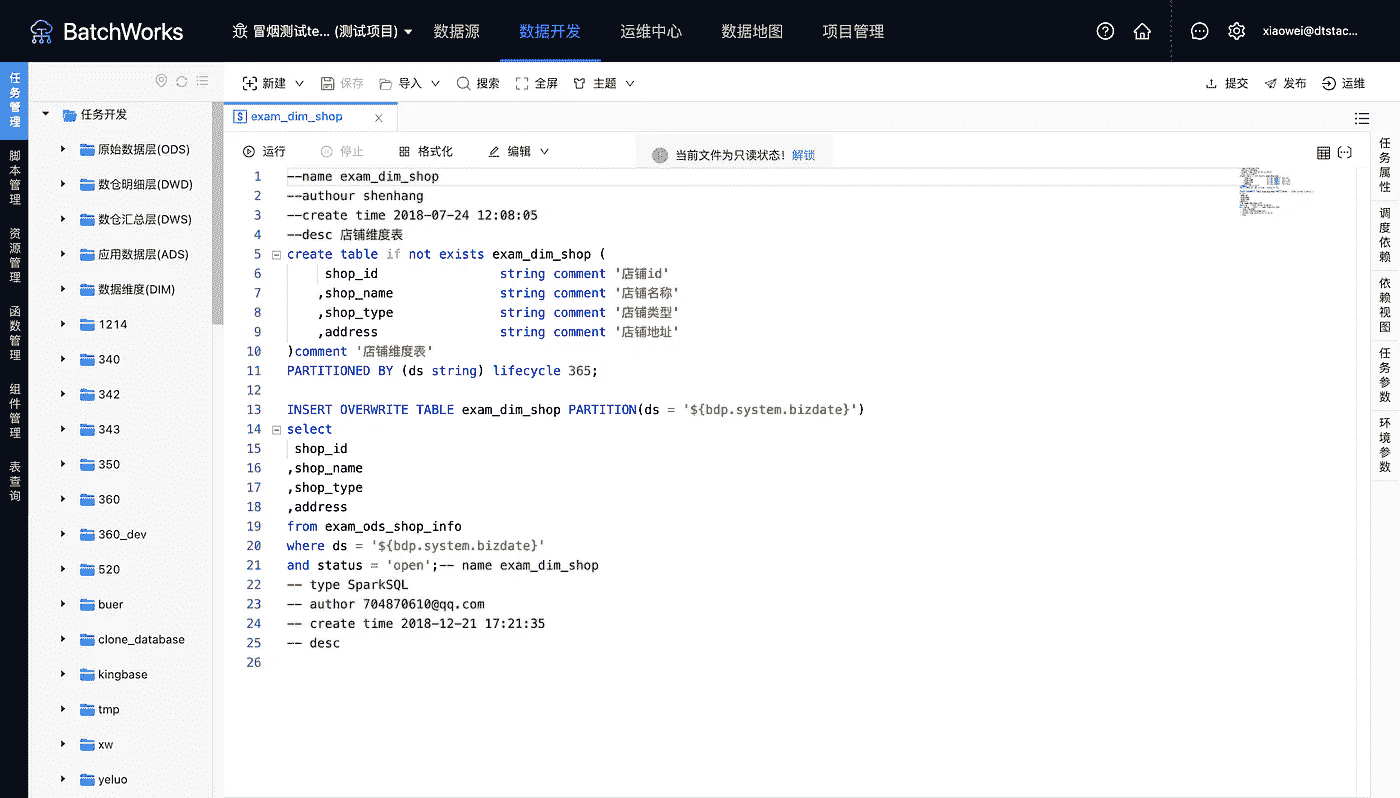 BatchWorks
冒烟测试te... (测试项目)
数据源
数据开发
运维中心
数据地图
项目管理
xiaowei@dtstac...
任务管理
脚本管理
资源管理
函数管理
组件管理
表查询
任务开发
原始数据层(ODS)
数仓明细层(DWD)
数仓汇总层(DWS)
应用数据层(ADS)
数据维度(DIM)
1214
340
342
343
350
360
360_dev
520
buer
clone_database
kingbase
tmp
xw
yeluo
新建
保存
导入
搜索
全屏
主题
提交
发布
运维
exam_dim_shop
运行
停止
格式化
编辑
当前文件为只读状态! 解锁
1 --name exam_dim_shop
2 --authour shenhang
3 --create time 2018-07-24 12:08:05
4 --desc 店铺维度表
5 create table if not exists exam_dim_shop (
6 shop_id string comment '店铺id'
7 ,shop_name string comment '店铺名称'
8 ,shop_type string comment '店铺类型'
9 ,address string comment '店铺地址'
10 )comment '店铺维度表'
11 PARTITIONED BY (ds string) lifecycle 365;
12
13 INSERT OVERWRITE TABLE exam_dim_shop PARTITION(ds = '${bdp.system.bizdate}')
14 select
15 shop_id
16 ,shop_name
17 ,shop_type
18 ,address
19 from exam_ods_shop_info
20 where ds = '${bdp.system.bizdate}'
21 and status = 'open';-- name exam_dim_shop
22 -- type SparkSQL
23 -- author 704870610@qq.com
24 -- create time 2018-12-21 17:21:35
25 -- desc
26
任务属性
调度依赖
依赖视图
任务参数
环境参数